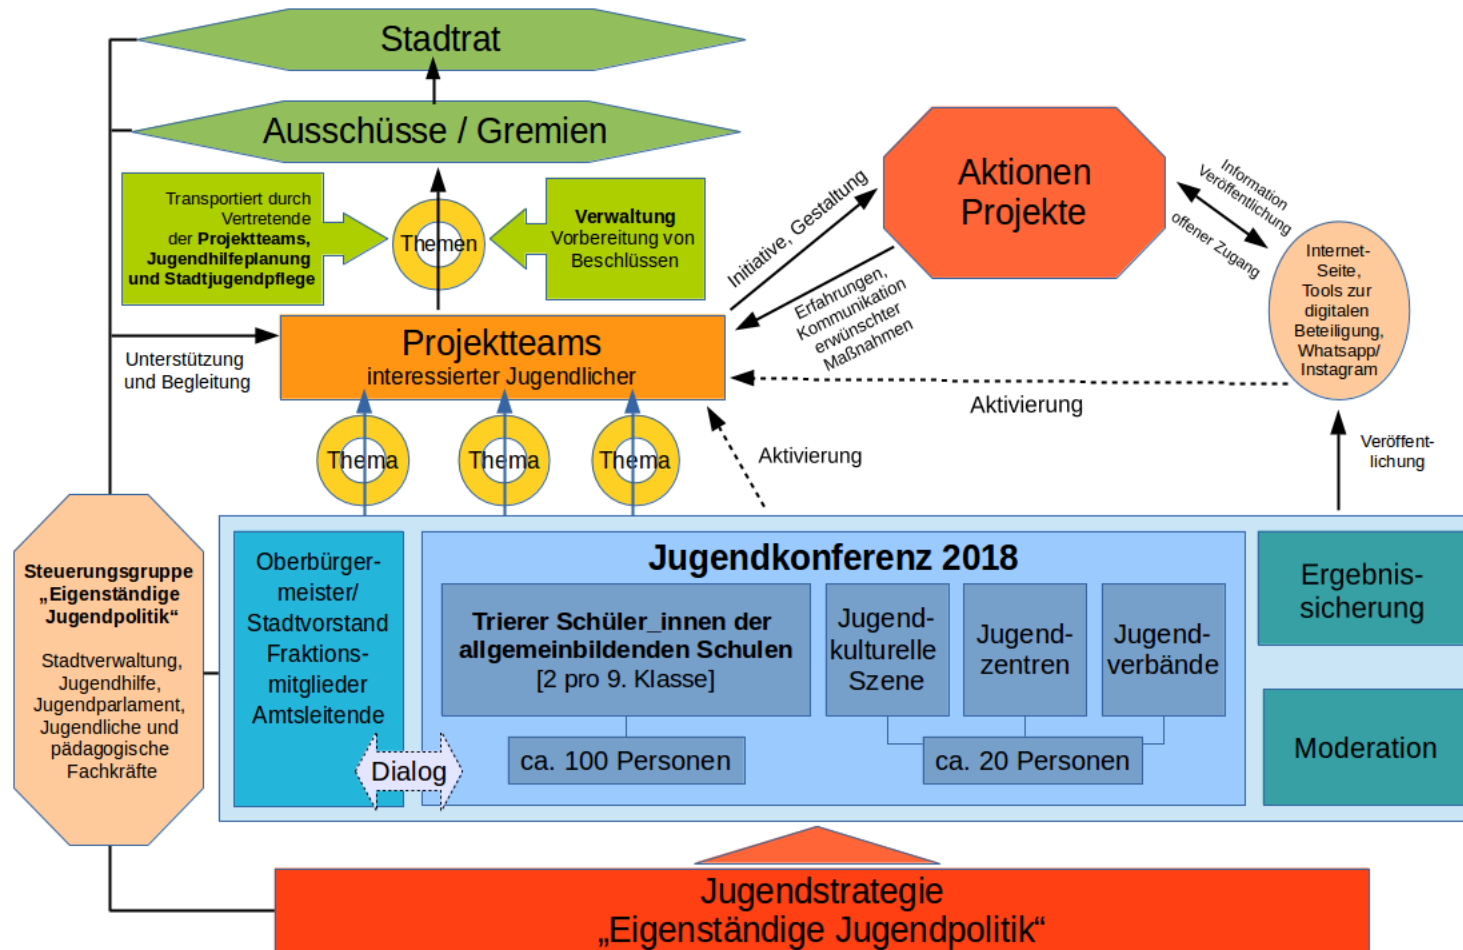 Stadtrat
Ausschüsse / Gremien
Transportiert durch
Vertretende
der Projektteams,
Jugendhilfeplanung
und Stadtjugendpflege
Themen
Verwaltung
Vorbereitung von
Beschlüssen
Initiative, Gestaltung
Aktionen
Projekte
Information
Veröffentlichung
offener Zugang
Erfahrungen,
Kommunikation
erwünschter
Maßnahmen
Internet-
Seite,
Tools zur
digitalen
Beteiligung,
Whatsapp/
Instagram
Unterstützung
und Begleitung
Projektteams
interessierter Jugendlicher
Aktivierung
Thema
Thema
Thema
Aktivierung
Veröffent-
lichung
Steuerungsgruppe
„Eigenständige
Jugendpolitik“
Stadtverwaltung,
Jugendhilfe,
Jugendparlament,
Jugendliche und
pädagogische
Fachkräfte
Oberbürger-
meister/
Stadtvorstand
Fraktions-
mitglieder
Amtsleitende
Dialog
Jugendkonferenz 2018
Trierer Schüler_innen der
allgemeinbildenden Schulen
[2 pro 9. Klasse]
ca. 100 Personen
Jugend-
kulturelle
Szene
Jugend-
zentren
Jugend-
verbände
ca. 20 Personen
Ergebnis-
sicherung
Moderation
Jugendstrategie
„Eigenständige Jugendpolitik“